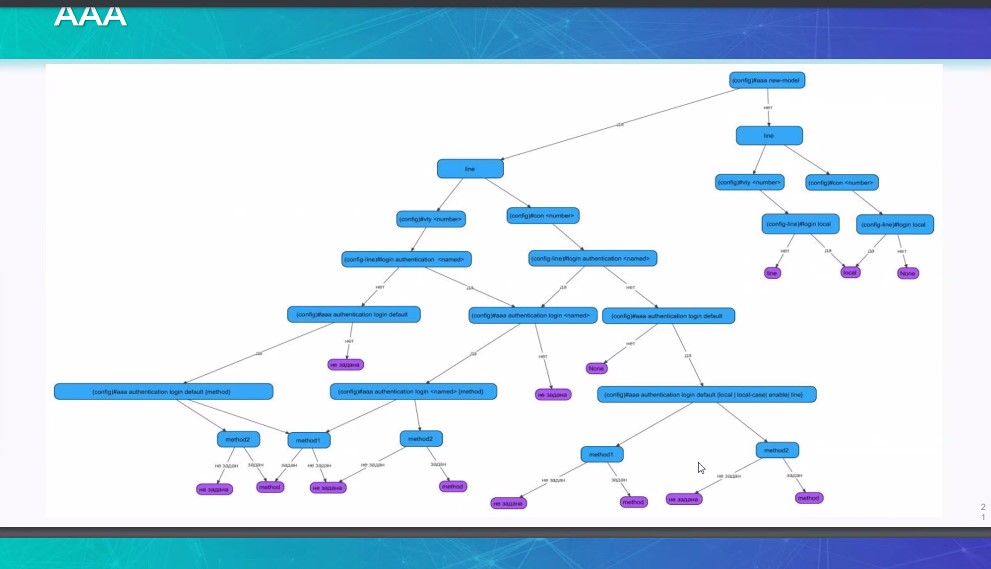 AAA
(config)#aaa new-model
да
нет
line
line
(config)#vty <number>
(config)#con <number>
(config)#vty <number>
(config)#con <number>
(config-line)#login local
(config-line)#login local
(config-line)#login authentication <named>
(config-line)#login authentication <named>
нет
да
да
нет
line
local
None
нет
да
да
нет
(config)#aaa authentication login default
(config)#aaa authentication login <named>
(config)#aaa authentication login default
да
нет
да
нет
нет
да
не задана
None
(config)#aaa authentication login default {method}
(config)#aaa authentication login <named> {method}
не задана
(config)#aaa authentication login default {local | local-case| enable| line}
method2
method1
method2
method1
method2
не задан
задан
задан
не задан
не задан
задан
не задан
задан
не задан
задан
не задана
method
не задана
method
не задана
method
не задана
method
2
1